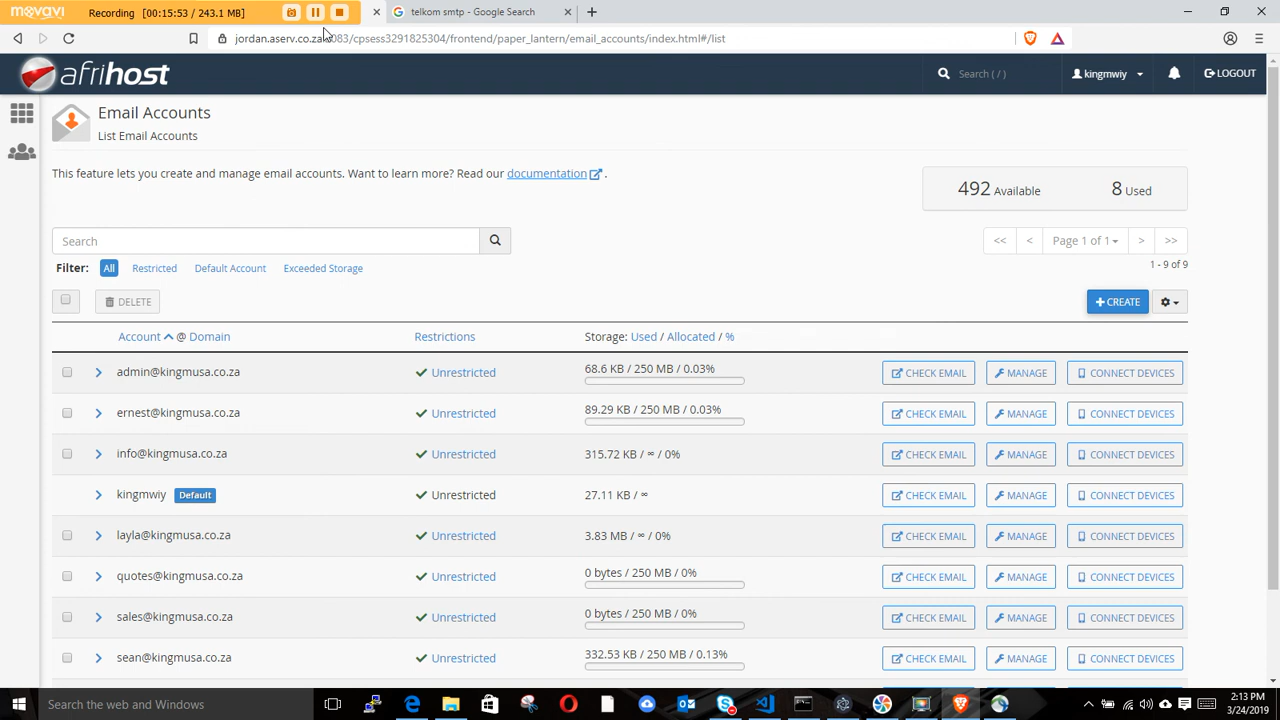 movavi
Recording [00:15:53 / 243.1 MB]
telkom smtp - Google Search
jordan.aserv.co.za
083/cpsess3291825304/frontend/paper_lantern/email_accounts/index.html#/list
afrihost
Search ( / )
kingmwiy
LOGOUT
Email Accounts
List Email Accounts
This feature lets you create and manage email accounts. Want to learn more? Read our documentation .
492 Available
8 Used
Search
<< < Page 1 of 1 > >>
Filter: All Restricted Default Account Exceeded Storage
1 - 9 of 9
DELETE
+ CREATE
Account @ Domain Restrictions Storage: Used / Allocated / %
admin@kingmusa.co.za Unrestricted 68.6 KB / 250 MB / 0.03% CHECK EMAIL MANAGE CONNECT DEVICES
ernest@kingmusa.co.za Unrestricted 89.29 KB / 250 MB / 0.03% CHECK EMAIL MANAGE CONNECT DEVICES
info@kingmusa.co.za Unrestricted 315.72 KB / ∞ / 0% CHECK EMAIL MANAGE CONNECT DEVICES
kingmwiy Default Unrestricted 27.11 KB / ∞ CHECK EMAIL MANAGE CONNECT DEVICES
layla@kingmusa.co.za Unrestricted 3.83 MB / ∞ / 0% CHECK EMAIL MANAGE CONNECT DEVICES
quotes@kingmusa.co.za Unrestricted 0 bytes / 250 MB / 0% CHECK EMAIL MANAGE CONNECT DEVICES
sales@kingmusa.co.za Unrestricted 0 bytes / 250 MB / 0% CHECK EMAIL MANAGE CONNECT DEVICES
sean@kingmusa.co.za Unrestricted 332.53 KB / 250 MB / 0.13% CHECK EMAIL MANAGE CONNECT DEVICES
Search the web and Windows
2:13 PM
3/24/2019